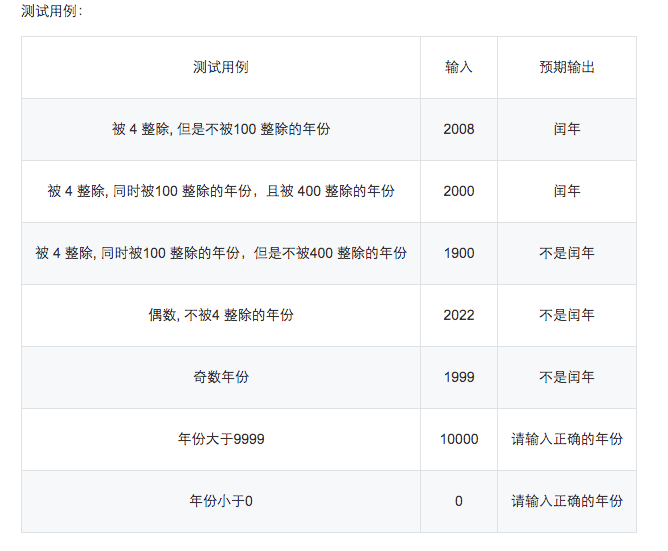 测试用例:
测试用例 输入 预期输出
被 4 整除, 但是不被100 整除的年份 2008 闰年
被 4 整除, 同时被100 整除的年份，且被 400 整除的年份 2000 闰年
被 4 整除, 同时被100 整除的年份，但是不被400 整除的年份 1900 不是闰年
偶数, 不被4 整除的年份 2022 不是闰年
奇数年份 1999 不是闰年
年份大于9999 10000 请输入正确的年份
年份小于0 0 请输入正确的年份